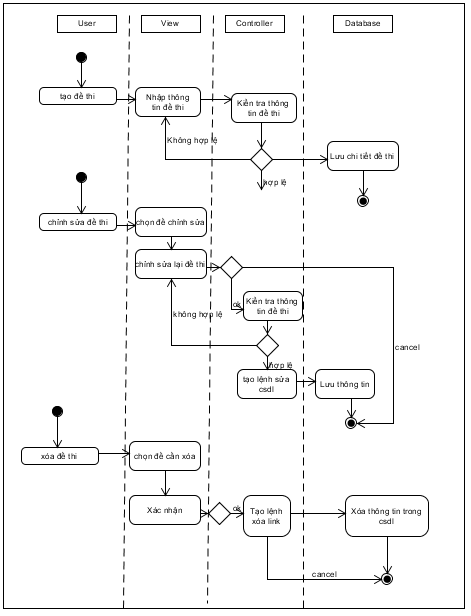 User
View
Controller
Database
tạo đề thi
Nhập thông
tin đề thi
Kiễn tra thông
tin đề thi
Không hợp lệ
hợp lệ
Lưu chi tiết đề thi
chỉnh sửa đề thi
chọn đề chỉnh sửa
chỉnh sửa lại đề thi
ok
Kiễn tra thông
tin đề thi
không hợp lệ
cancel
hợp lệ
tạo lệnh sửa
csdl
Lưu thông tin
xóa đề thi
chọn đề cần xóa
Xác nhận
ok
Tạo lệnh
xóa link
Xóa thông tin trong
csdl
cancel